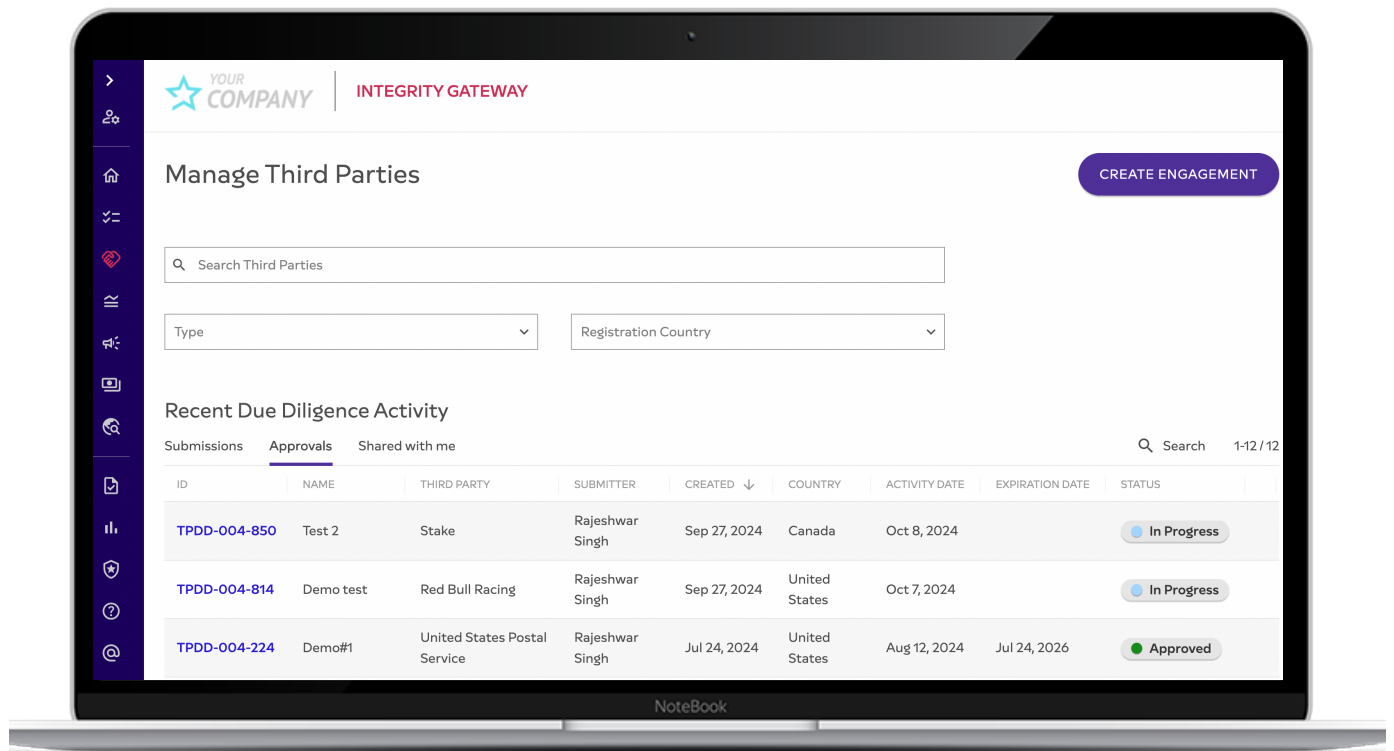 YOUR
COMPANY
INTEGRITY GATEWAY
Manage Third Parties
CREATE ENGAGEMENT
Search Third Parties
Type
Registration Country
Recent Due Diligence Activity
Submissions Approvals Shared with me Search 1-12 / 12
ID NAME THIRD PARTY SUBMITTER CREATED COUNTRY ACTIVITY DATE EXPIRATION DATE STATUS
TPDD-004-850 Test 2 Stake Rajeshwar Singh Sep 27, 2024 Canada Oct 8, 2024 In Progress
TPDD-004-814 Demo test Red Bull Racing Rajeshwar Singh Sep 27, 2024 United States Oct 7, 2024 In Progress
TPDD-004-224 Demo#1 United States Postal Service Rajeshwar Singh Jul 24, 2024 United States Aug 12, 2024 Jul 24, 2026 Approved
NoteBook